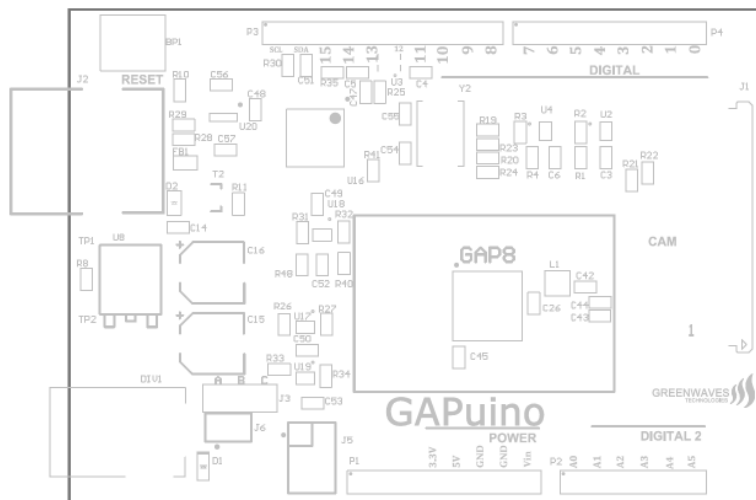 P3
SCL SDA 15 14 13 12 11 10 9 8
7 6 5 4 3 2 1 0
P4
DIGITAL
BP1
RESET
J2
R30
C51
R35
C5
C47
U3
R25
C4
R10
C56
C48
U20
R29
R28
C57
FB1
C55
Y2
C54
R19
R23
R20
R24
R3
U4
R2
U2
R4
C6
R1
C3
R21
R22
J1
R41
U16
T2
D2
R11
C14
C49
U18
R31
R32
R48
C52
R40
TP1
U8
R8
TP2
C16
C15
CAM
GAP8
L1
C42
C26
C44
C43
C45
1
R26
U17
R27
C50
R33
U19
R34
C53
DIV1
A B C
J3
J6
D1
J5
GAPuino
GREENWAVES
TECHNOLOGIES
POWER
DIGITAL 2
P1
3.3V 5V GND GND Vin
P2
A0 A1 A2 A3 A4 A5